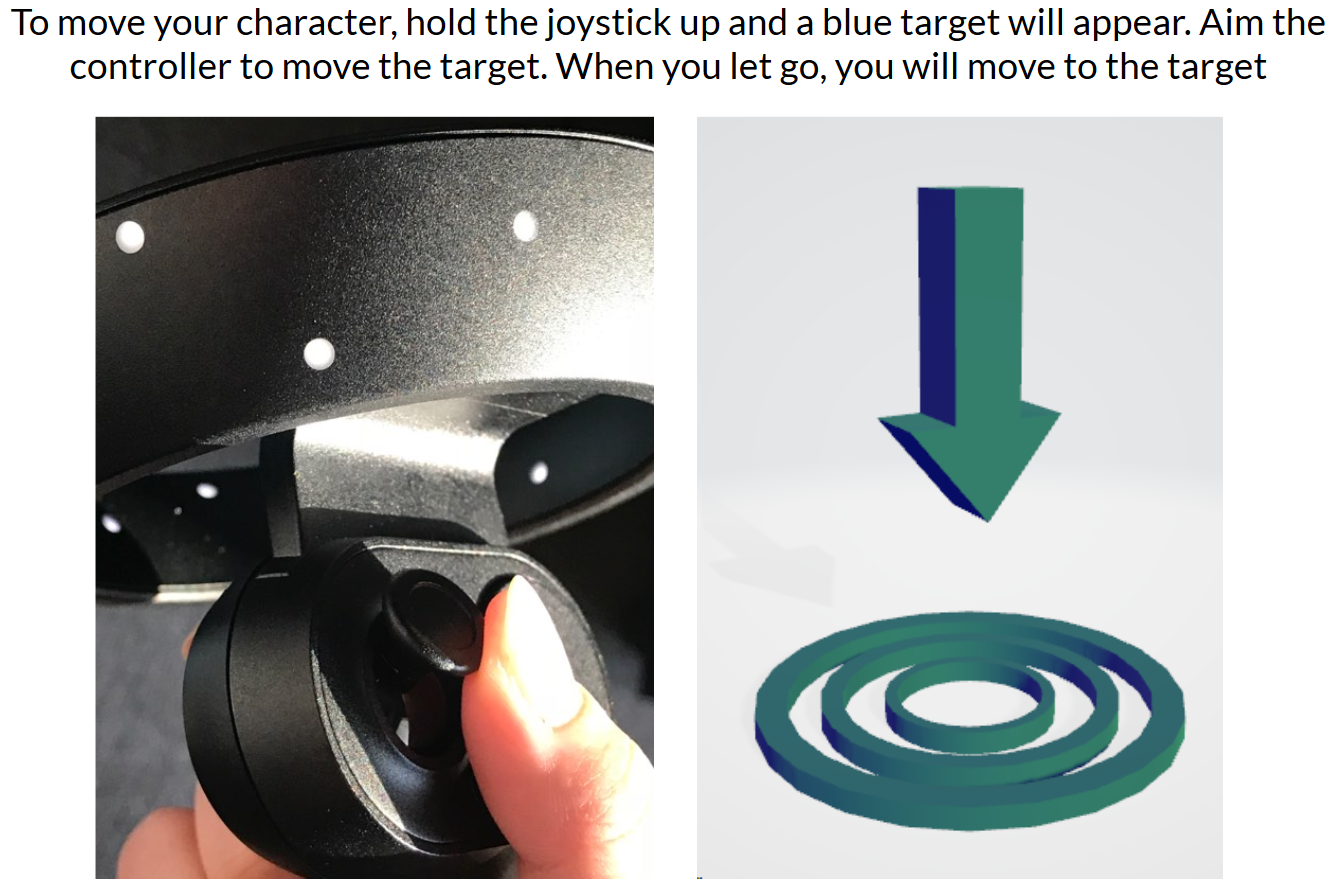 To move your character, hold the joystick up and a blue target will appear. Aim the
controller to move the target. When you let go, you will move to the target